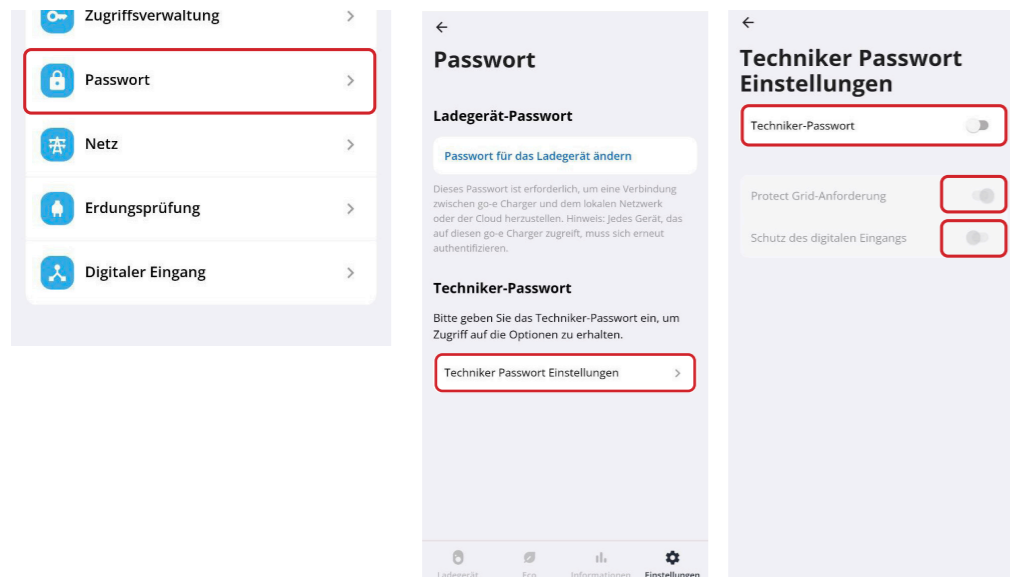 Zugriffsverwaltung
Passwort
Netz
Erdungsprüfung
Digitaler Eingang
Passwort
Ladegerät-Passwort
Passwort für das Ladegerät ändern
Dieses Passwort ist erforderlich, um eine Verbindung
zwischen go-e Charger und dem lokalen Netzwerk
oder der Cloud herzustellen. Hinweis: Jedes Gerät, das
auf diesen go-e Charger zugreift, muss sich erneut
authentifizieren.
Techniker-Passwort
Bitte geben Sie das Techniker-Passwort ein, um
Zugriff auf die Optionen zu erhalten.
Techniker Passwort Einstellungen
Ladegerät Eco Informationen Einstellungen
Techniker Passwort
Einstellungen
Techniker-Passwort
Protect Grid-Anforderung
Schutz des digitalen Eingangs